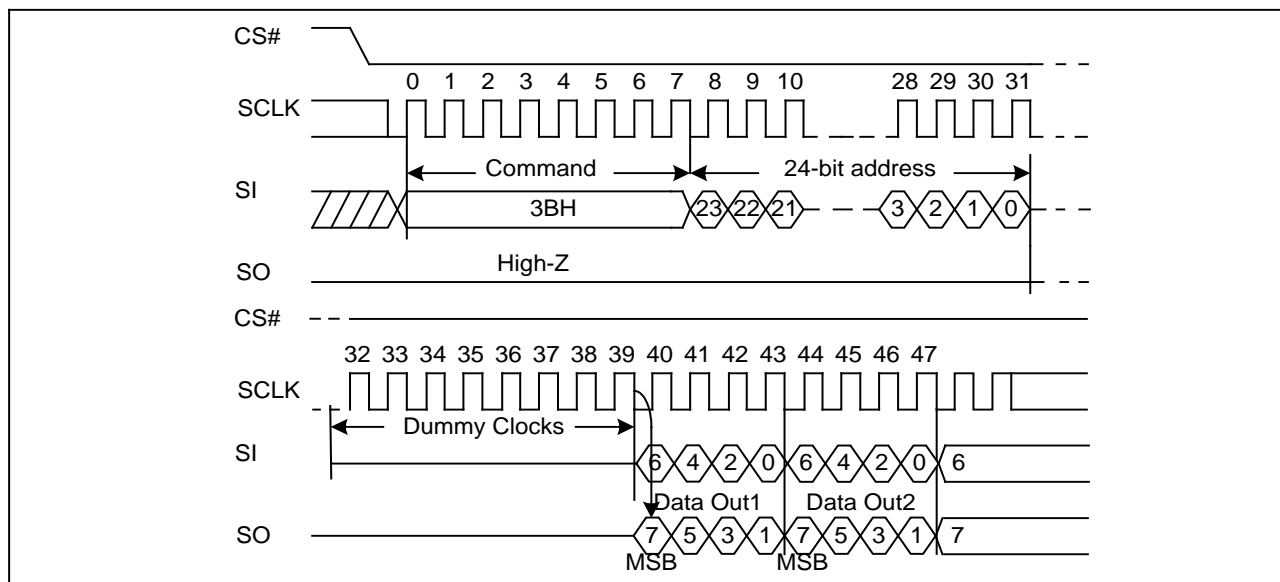 CS#
0 1 2 3 4 5 6 7 8 9 10 28 29 30 31
SCLK
Command 24-bit address
SI
3BH 23 22 21 3 2 1 0
High-Z
SO
CS#
32 33 34 35 36 37 38 39 40 41 42 43 44 45 46 47
SCLK
Dummy Clocks
SI
6 4 2 0 6 4 2 0 6
Data Out1 Data Out2
SO
7 5 3 1 7 5 3 1 7
MSB MSB